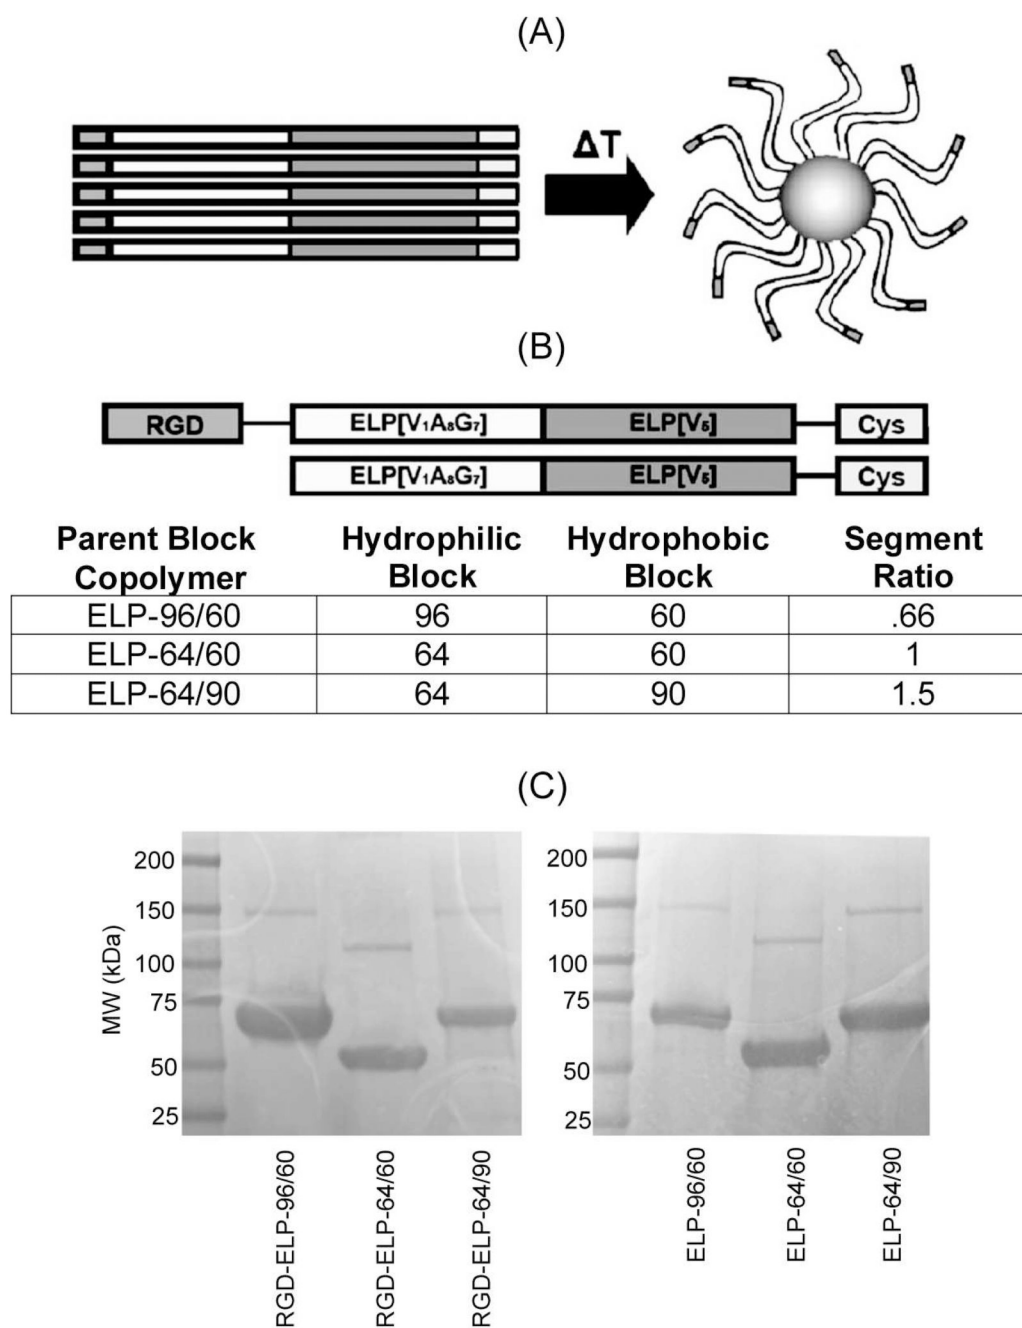 (A)
ΔT
(B)
RGD ELP[V₁A₈G₇] ELP[V₅] Cys
ELP[V₁A₈G₇] ELP[V₅] Cys
Parent Block Copolymer Hydrophilic Block Hydrophobic Block Segment Ratio
ELP-96/60 96 60 .66
ELP-64/60 64 60 1
ELP-64/90 64 90 1.5
(C)
MW (kDa)
200
150
100
75
50
25
RGD-ELP-96/60
RGD-ELP-64/60
RGD-ELP-64/90
200
150
100
75
50
25
ELP-96/60
ELP-64/60
ELP-64/90